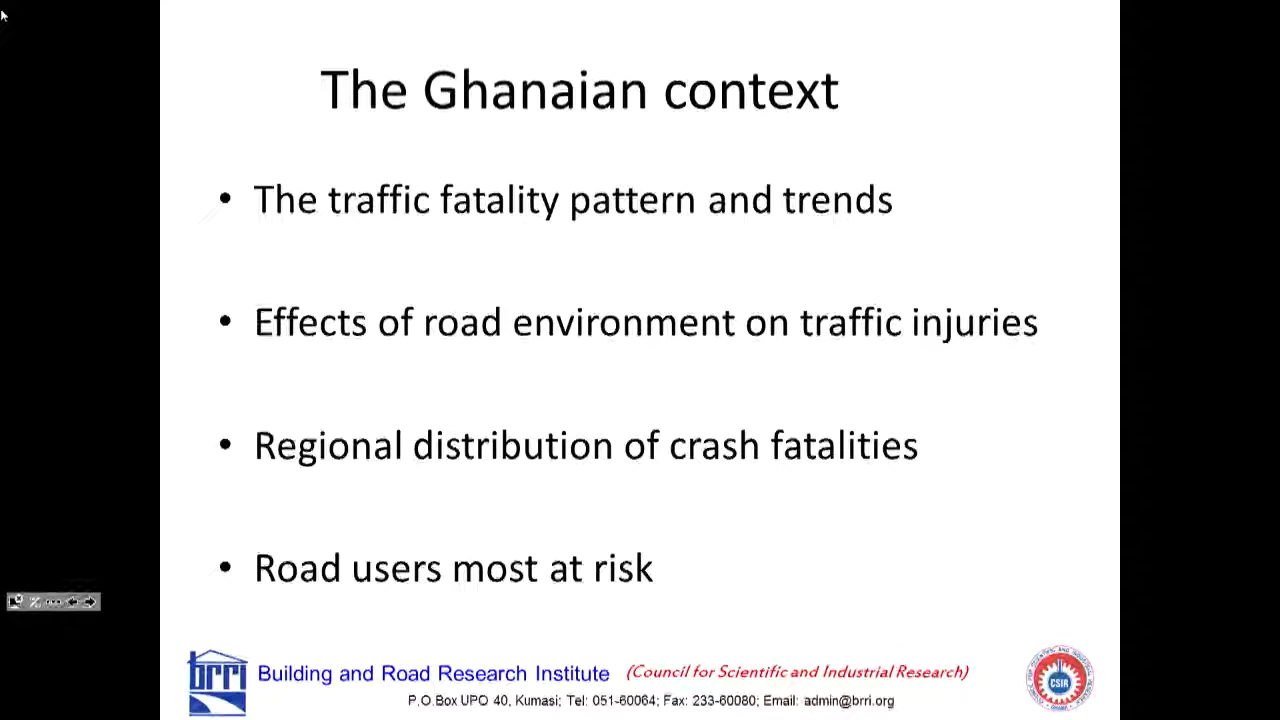 The Ghanaian context
• The traffic fatality pattern and trends
• Effects of road environment on traffic injuries
• Regional distribution of crash fatalities
• Road users most at risk
brri
Building and Road Research Institute (Council for Scientific and Industrial Research)
P.O.Box UPO 40, Kumasi; Tel: 051-60064; Fax: 233-60080; Email: admin@brri.org
CSIR